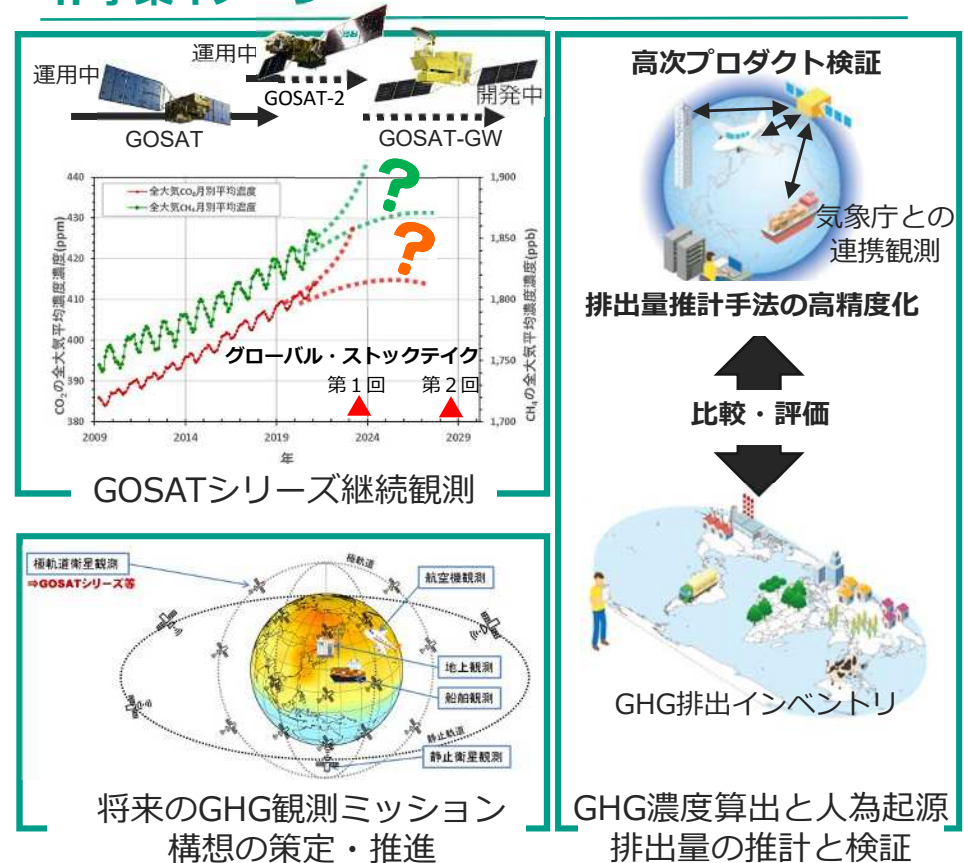 運用中
運用中
GOSAT
GOSAT-2
開発中
GOSAT-GW
440
430
420
410
400
390
380
CO₂の全大気平均濃度濃度(ppm)
全大気CO₂月別平均濃度
全大気CH₄月別平均濃度
?
?
1,900
1,850
1,800
1,750
1,700
CH₄の全大気平均濃度濃度(ppb)
グローバル・ストックテイク
第1回 第2回
2009 2014 2019 2024 2029
年
GOSATシリーズ継続観測
極軌道衛星観測
⇒GOSATシリーズ等
極軌道
航空機観測
地上観測
船舶観測
静止軌道
静止衛星観測
将来のGHG観測ミッション
構想の策定・推進
高次プロダクト検証
気象庁との
連携観測
排出量推計手法の高精度化
比較・評価
GHG排出インベントリ
GHG濃度算出と人為起源
排出量の推計と検証